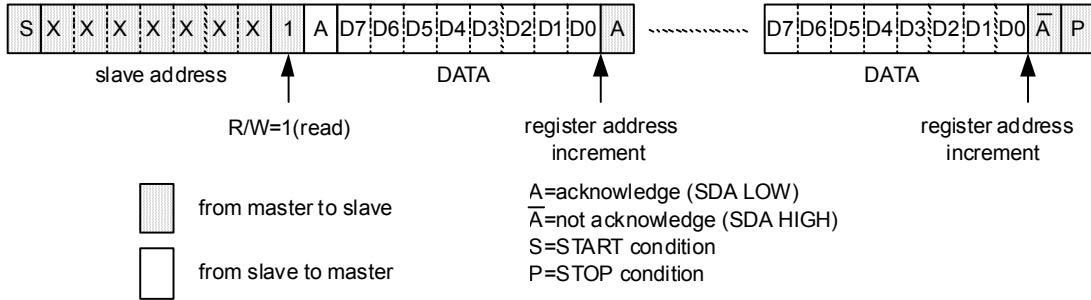 S X X X X X X X 1 A D7 D6 D5 D4 D3 D2 D1 D0 A D7 D6 D5 D4 D3 D2 D1 D0 A̅ P
slave address DATA DATA
R/W=1(read) register address register address
increment increment
A=acknowledge (SDA LOW)
from master to slave
A̅=not acknowledge (SDA HIGH)
S=START condition
from slave to master
P=STOP condition